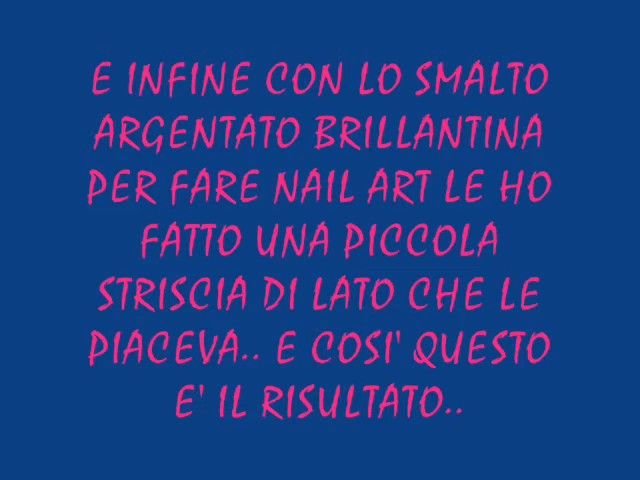 E INFINE CON LO SMALTO
ARGENTATO BRILLANTINA
PER FARE NAIL ART LE HO
FATTO UNA PICCOLA
STRISCIA DI LATO CHE LE
PIACEVA.. E COSI' QUESTO
E' IL RISULTATO..